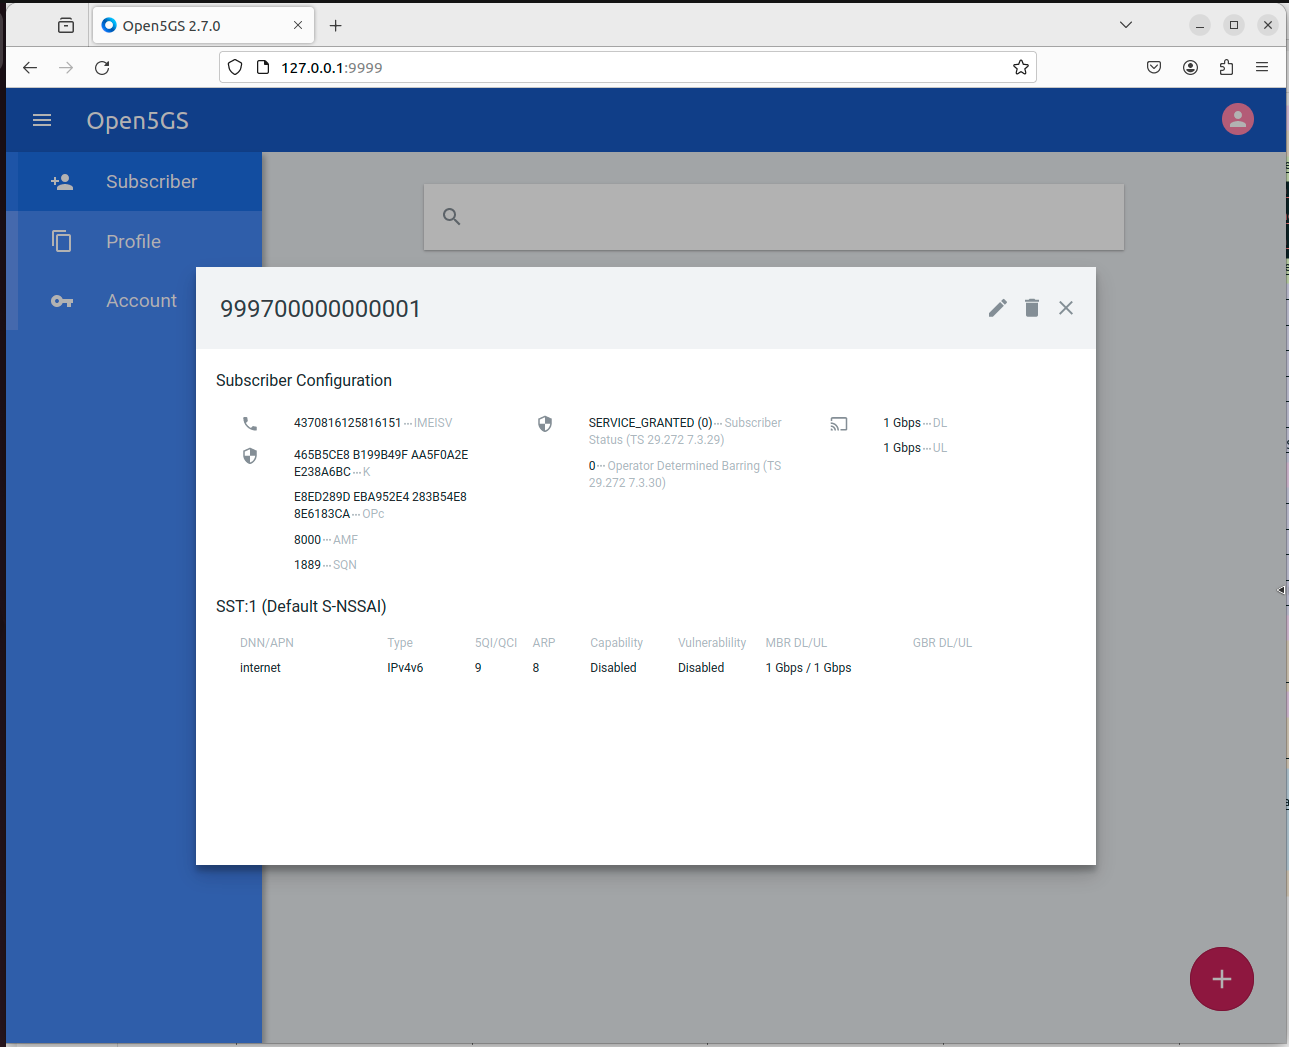 Open5GS 2.7.0
127.0.0.1:9999
Open5GS
Subscriber
Profile
Account
999700000000001
Subscriber Configuration
4370816125816151···IMEISV
465B5CE8 B199B49F AA5F0A2E
E238A6BC···K
E8ED289D EBA952E4 283B54E8
8E6183CA···OPc
8000···AMF
1889···SQN
SERVICE_GRANTED (0)···Subscriber
Status (TS 29.272 7.3.29)
0···Operator Determined Barring (TS
29.272 7.3.30)
1 Gbps···DL
1 Gbps···UL
SST:1 (Default S-NSSAI)
DNN/APN Type 5QI/QCI ARP Capability Vulnerablility MBR DL/UL GBR DL/UL
internet IPv4v6 9 8 Disabled Disabled 1 Gbps / 1 Gbps